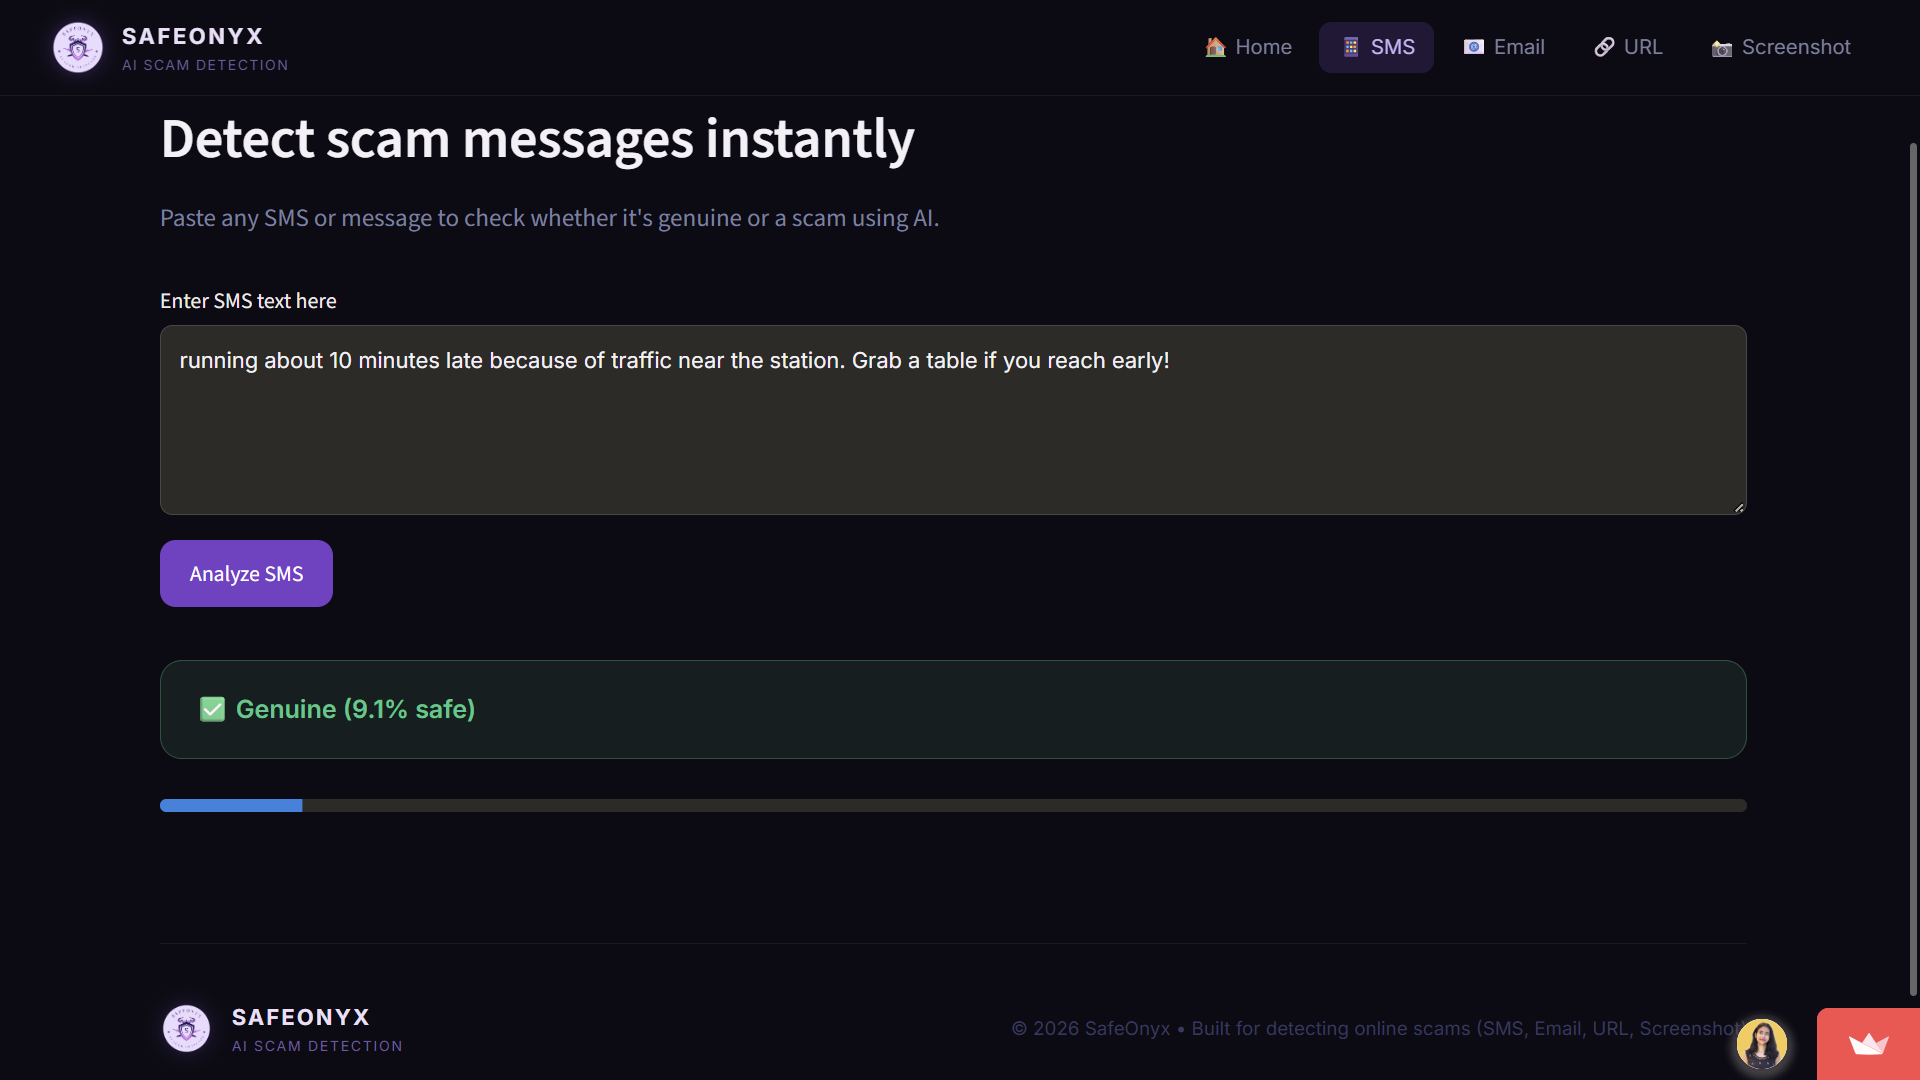 SAFEONYX
AI SCAM DETECTION
Home
SMS
Email
URL
Screenshot
Detect scam messages instantly
Paste any SMS or message to check whether it's genuine or a scam using AI.
Enter SMS text here
running about 10 minutes late because of traffic near the station. Grab a table if you reach early!
Analyze SMS
Genuine (9.1% safe)
SAFEONYX
AI SCAM DETECTION
© 2026 SafeOnyx • Built for detecting online scams (SMS, Email, URL, Screenshot